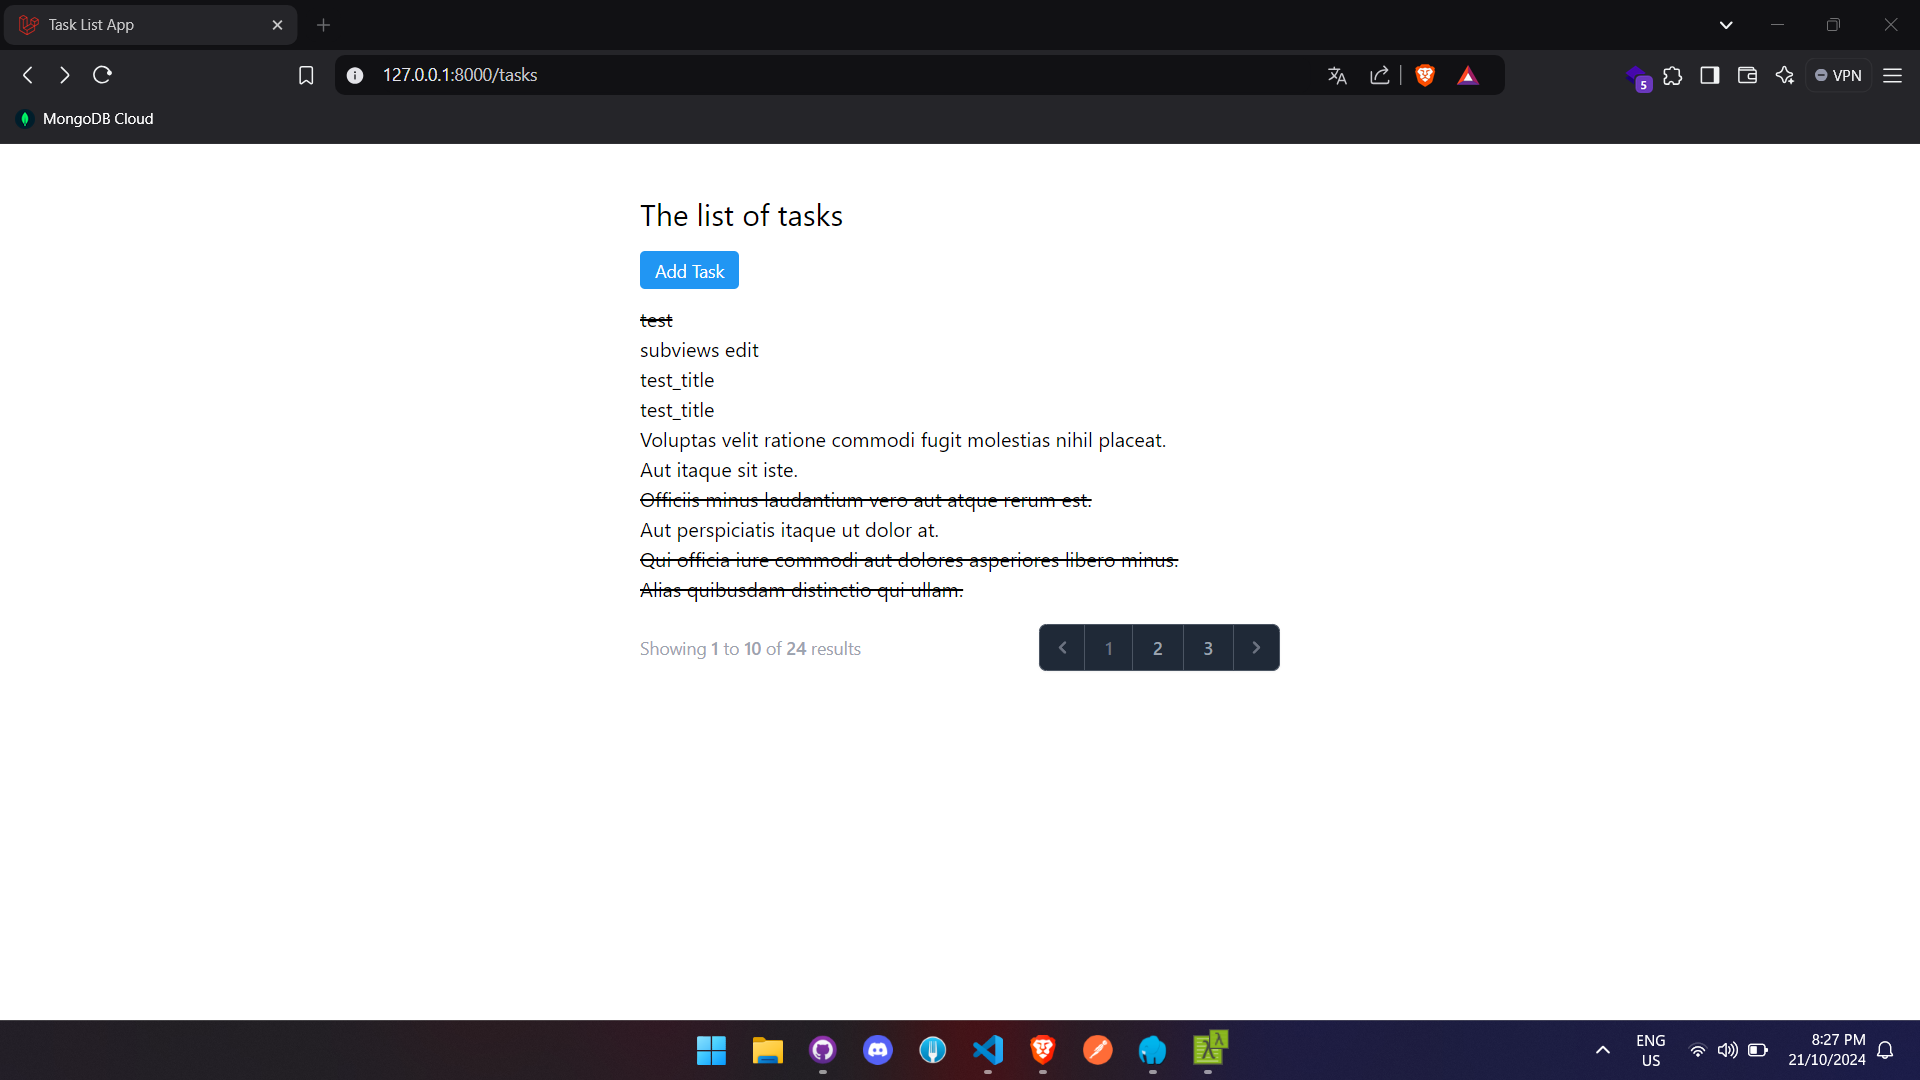 Task List App
127.0.0.1:8000/tasks
5
VPN
MongoDB Cloud
The list of tasks
Add Task
test
subviews edit
test_title
test_title
Voluptas velit ratione commodi fugit molestias nihil placeat.
Aut itaque sit iste.
Officiis minus laudantium vero aut atque rerum est.
Aut perspiciatis itaque ut dolor at.
Qui officia iure commodi aut dolores asperiores libero minus.
Alias quibusdam distinctio qui ullam.
Showing 1 to 10 of 24 results
1 2 3
ENG
US
8:27 PM
21/10/2024